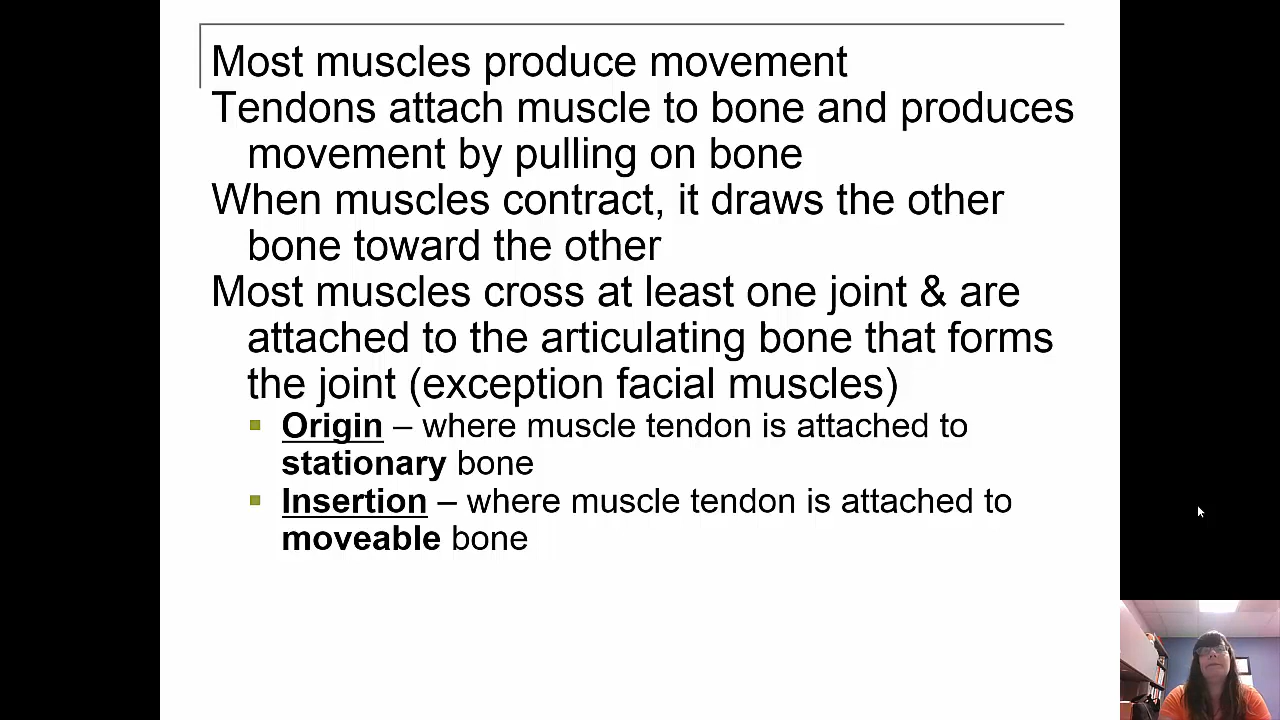 Most muscles produce movement
Tendons attach muscle to bone and produces
movement by pulling on bone
When muscles contract, it draws the other
bone toward the other
Most muscles cross at least one joint & are
attached to the articulating bone that forms
the joint (exception facial muscles)
Origin – where muscle tendon is attached to
stationary bone
Insertion – where muscle tendon is attached to
moveable bone